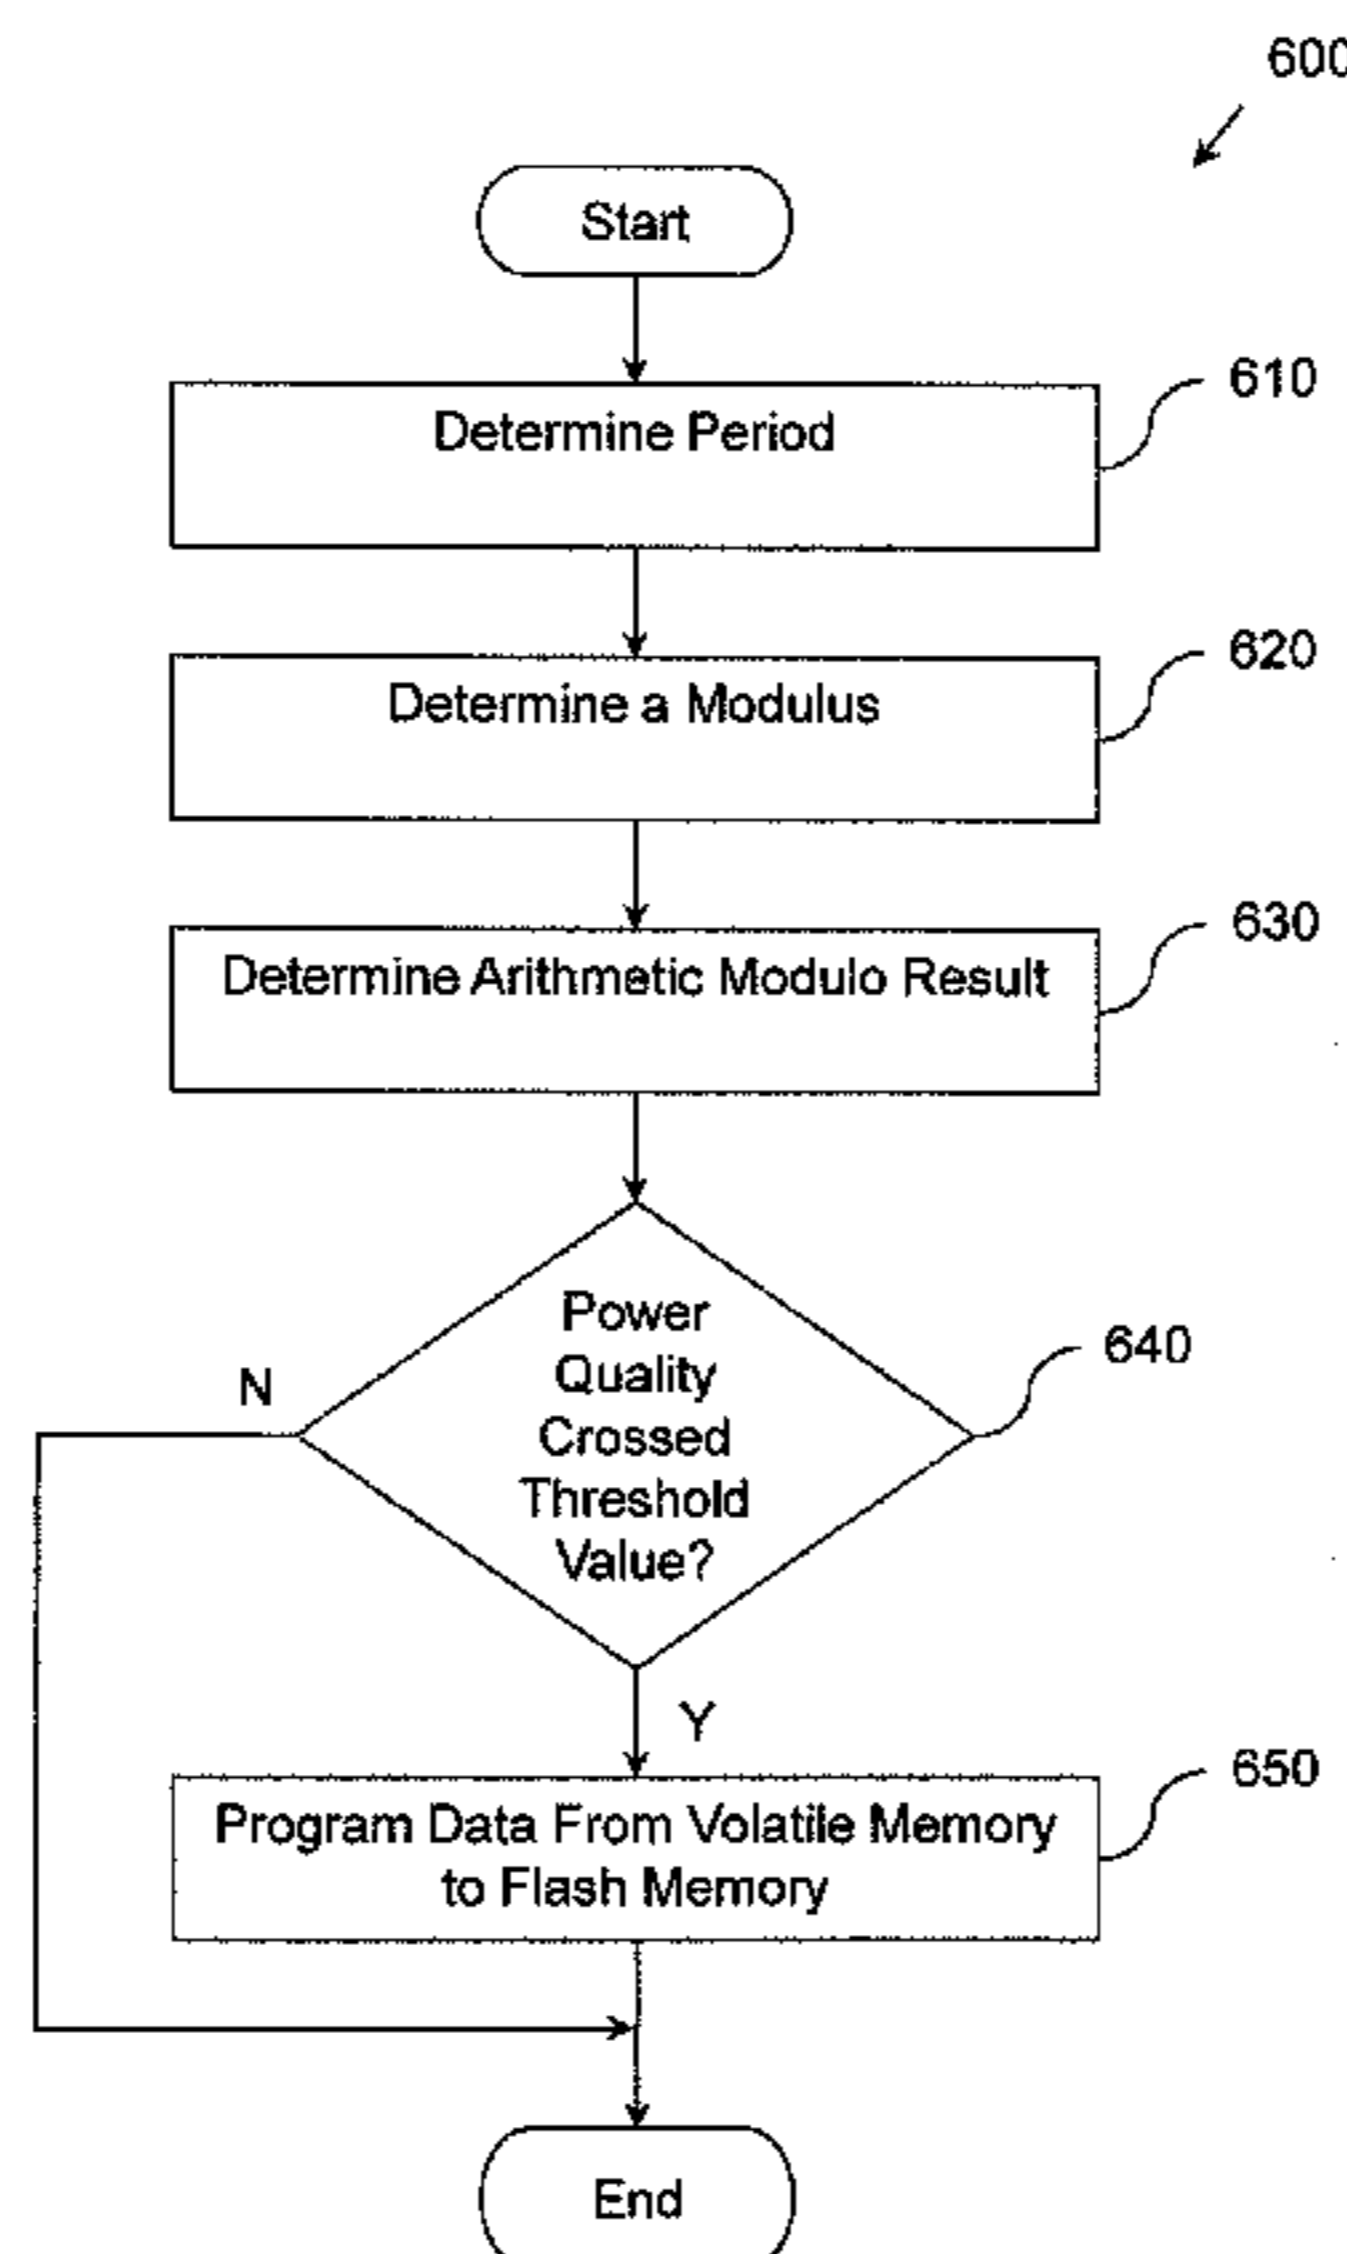 600
Start
Determine Period
610
Determine a Modulus
620
Determine Arithmetic Modulo Result
630
Power
Quality
Crossed
Threshold
Value?
640
N
Y
Program Data From Volatile Memory
to Flash Memory
650
End